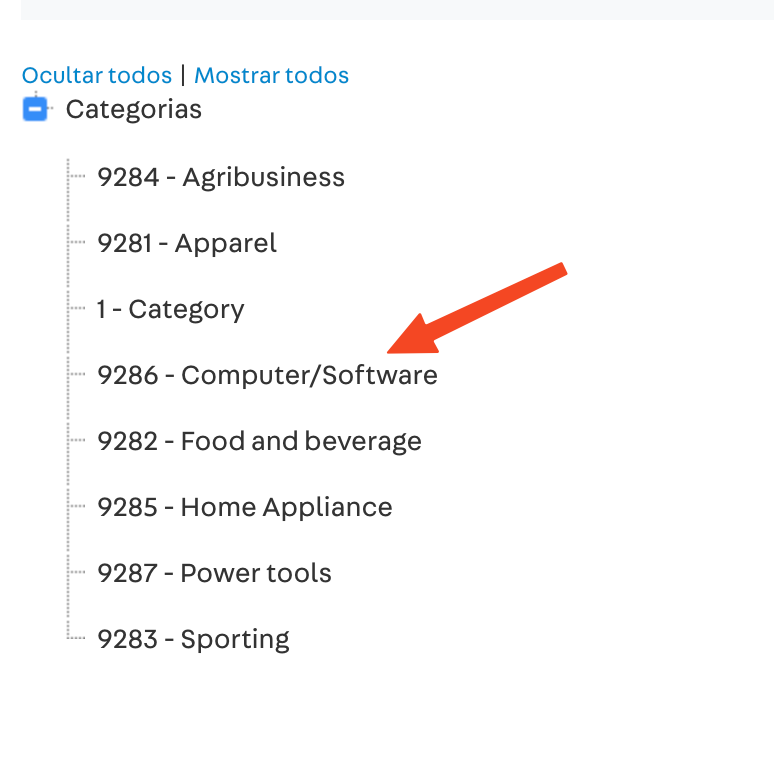 Ocultar todos | Mostrar todos
Categorias
9284 - Agribusiness
9281 - Apparel
1 - Category
9286 - Computer/Software
9282 - Food and beverage
9285 - Home Appliance
9287 - Power tools
9283 - Sporting